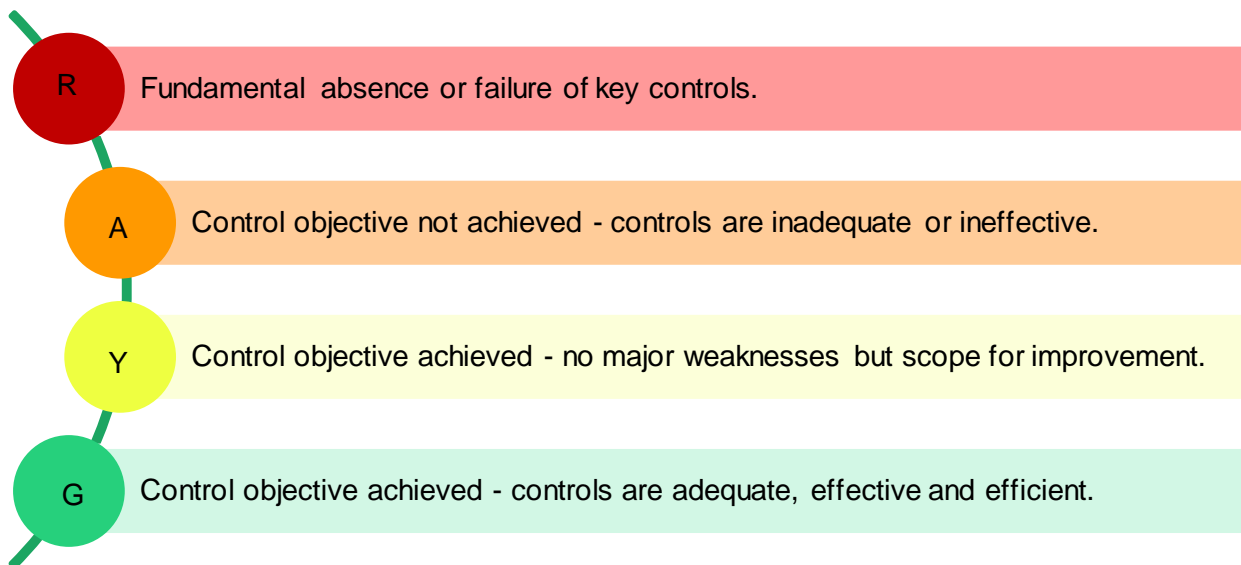 R
Fundamental absence or failure of key controls.
A
Control objective not achieved - controls are inadequate or ineffective.
Y
Control objective achieved - no major weaknesses but scope for improvement.
G
Control objective achieved - controls are adequate, effective and efficient.